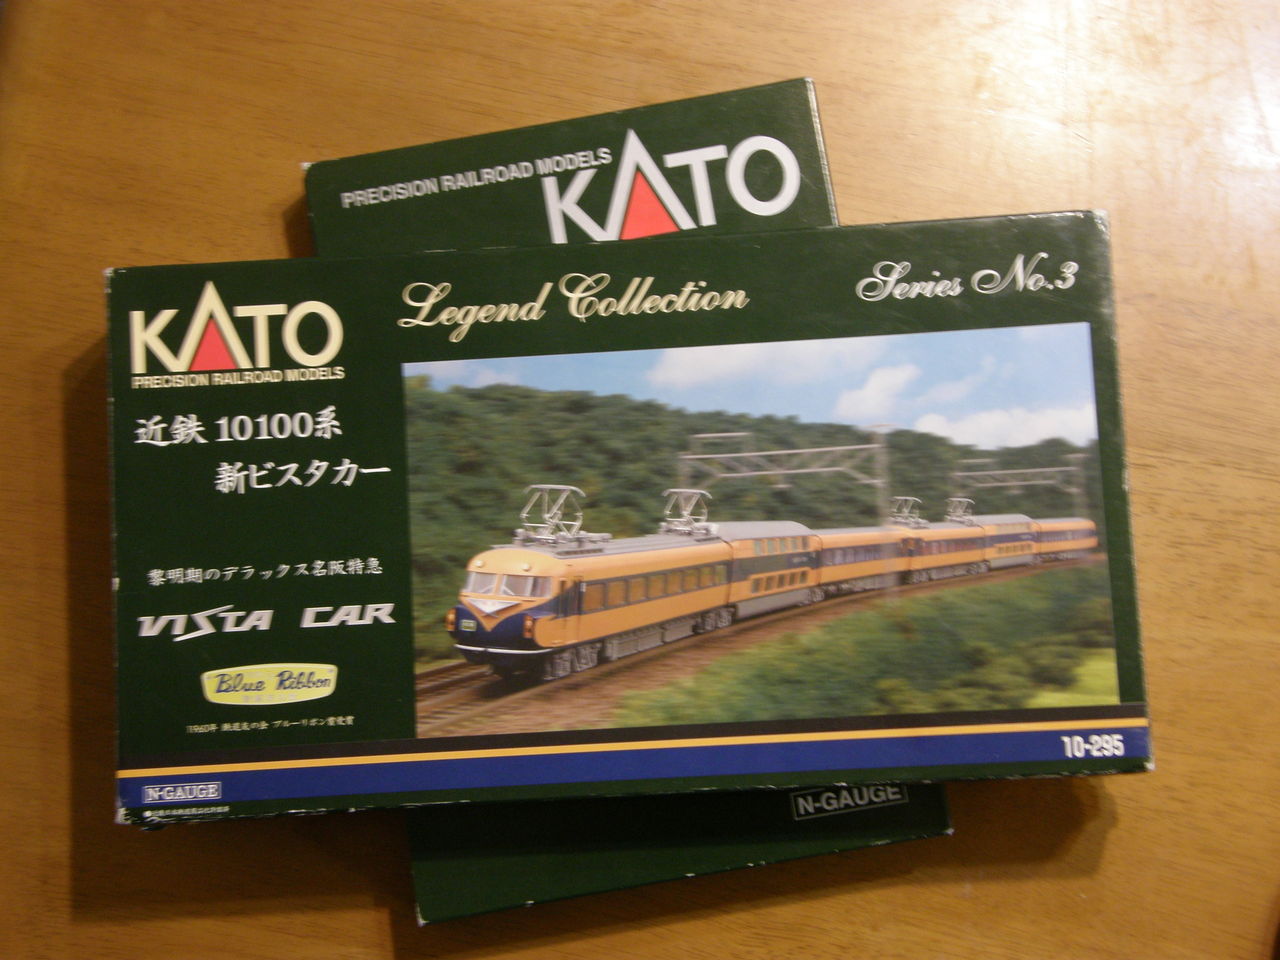 PRECISION RAILROAD MODELS
KATO
KATO
PRECISION RAILROAD MODELS
Legend Collection
Series No.3
近鉄 10100系
新ビスタカー
黎明期のデラックス名阪特急
VISTA CAR
Blue Ribbon
1960年 鉄道友の会 ブルーリボン賞受賞
10-295
N-GAUGE
N-GAUGE